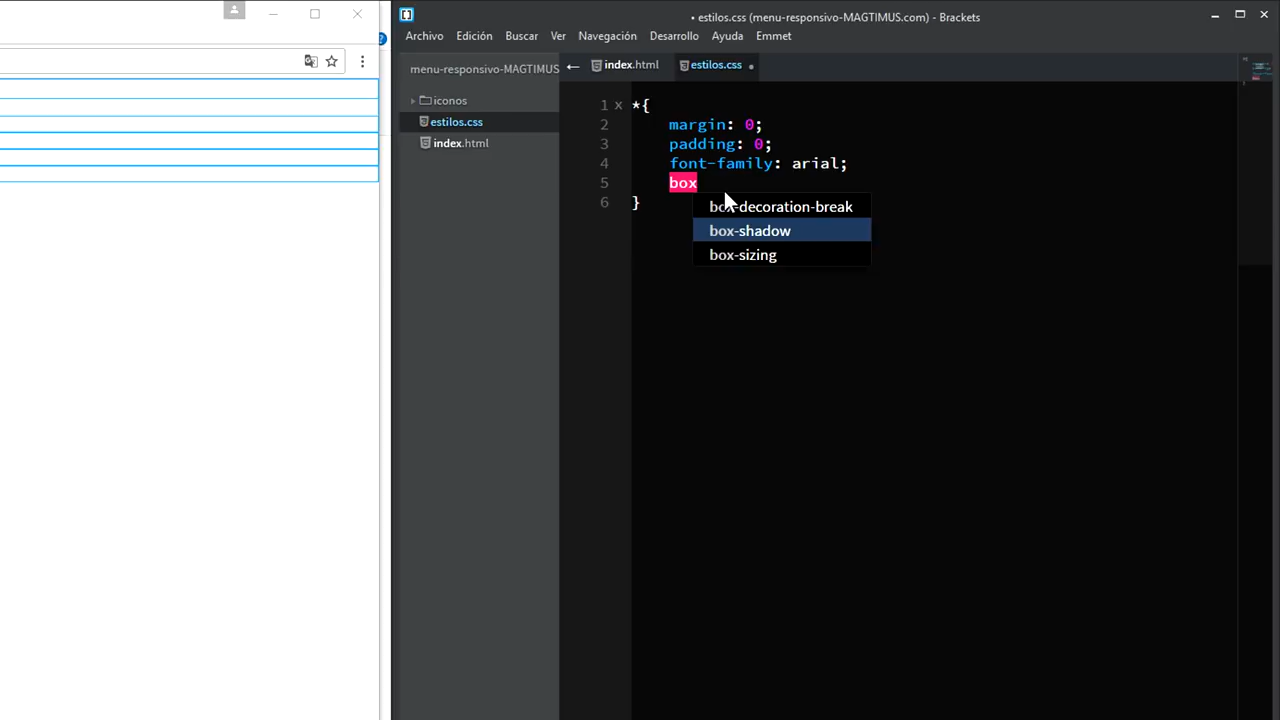 • estilos.css (menu-responsivo-MAGTIMUS.com) - Brackets
Archivo Edición Buscar Ver Navegación Desarrollo Ayuda Emmet
menu-responsivo-MAGTIMUS
iconos
estilos.css
index.html
← index.html estilos.css •
1 *{
2 margin: 0;
3 padding: 0;
4 font-family: arial;
5 box
6 }
box-decoration-break
box-shadow
box-sizing